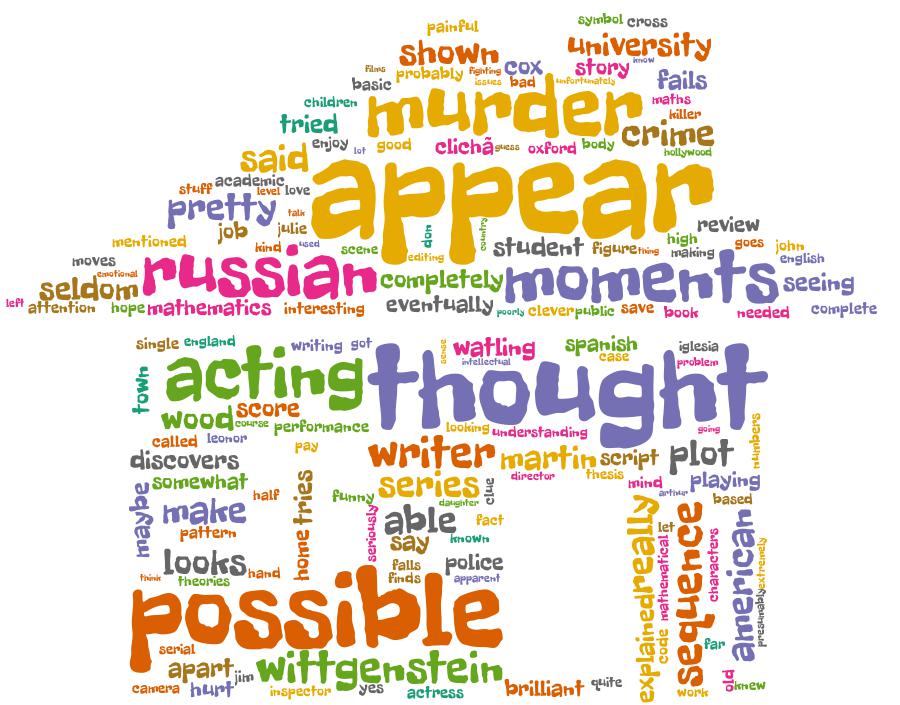 painful
symbol cross
shown
university
know
films probably fighting cox story
basic issues bad unfortunately fails
children murder maths
tried killer
crime
enjoy lot good clichã guess oxford body hollywood
said appear
stuff academic level love
pretty talk
job julie country review
mentioned kind used scene don editing student figure thing high making goes john
moves emotional russian completely moments english
seldom seeing
left attention hope mathematics interesting eventually poorly clever public save book needed complete
single england writing got sense watling spanish iglesia
intellectual case problem
town acting thought
wood score
course performance looking understanding going numbers
called leonor pay writer martin script plot
discovers director thesis
somewhat series clue mind playing
maybe half home tries funny daughter arthur based
make seriously able fact explained really let sequence american
pattern say known mathematical characters extremely
looks falls police
think theories hand finds apparent
possible code presumably
serial far
apart jim wittgenstein
camera hurt inspector yes actress brilliant quite work old knew